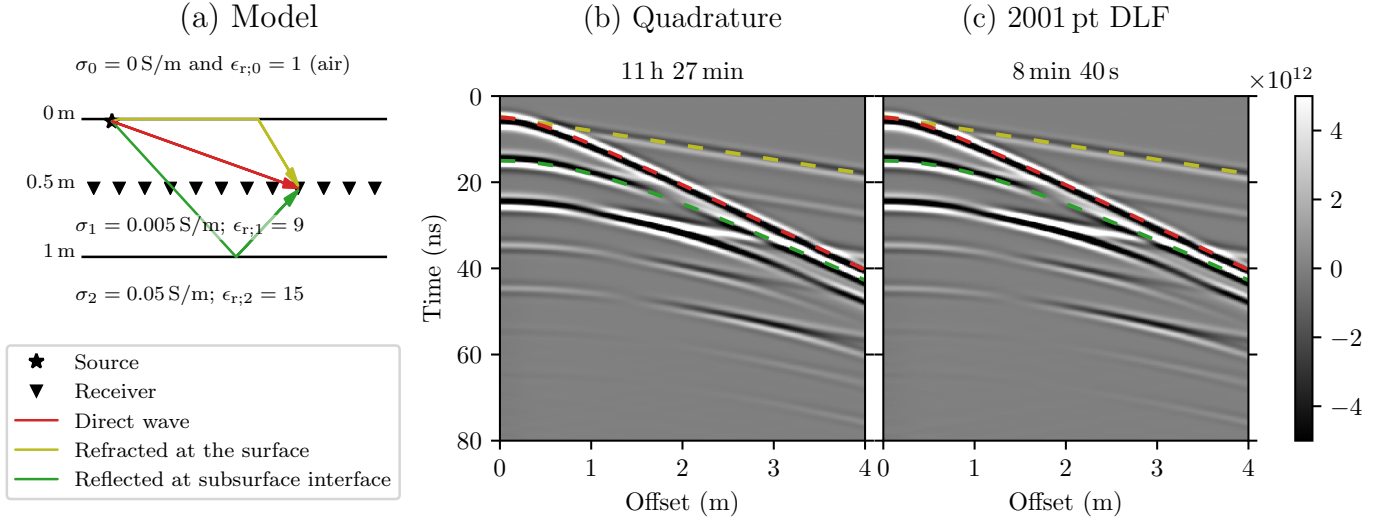 (a) Model
σ₀ = 0 S/m and ϵr;0 = 1 (air)
0 m
0.5 m
σ₁ = 0.005 S/m; ϵr;1 = 9
1 m
σ₂ = 0.05 S/m; ϵr;2 = 15
Source
Receiver
Direct wave
Refracted at the surface
Reflected at subsurface interface
(b) Quadrature
11 h 27 min
Time (ns)
0
20
40
60
80
0 1 2 3 4
Offset (m)
(c) 2001 pt DLF
8 min 40 s
0 1 2 3 4
Offset (m)
×10¹²
4
2
0
−2
−4